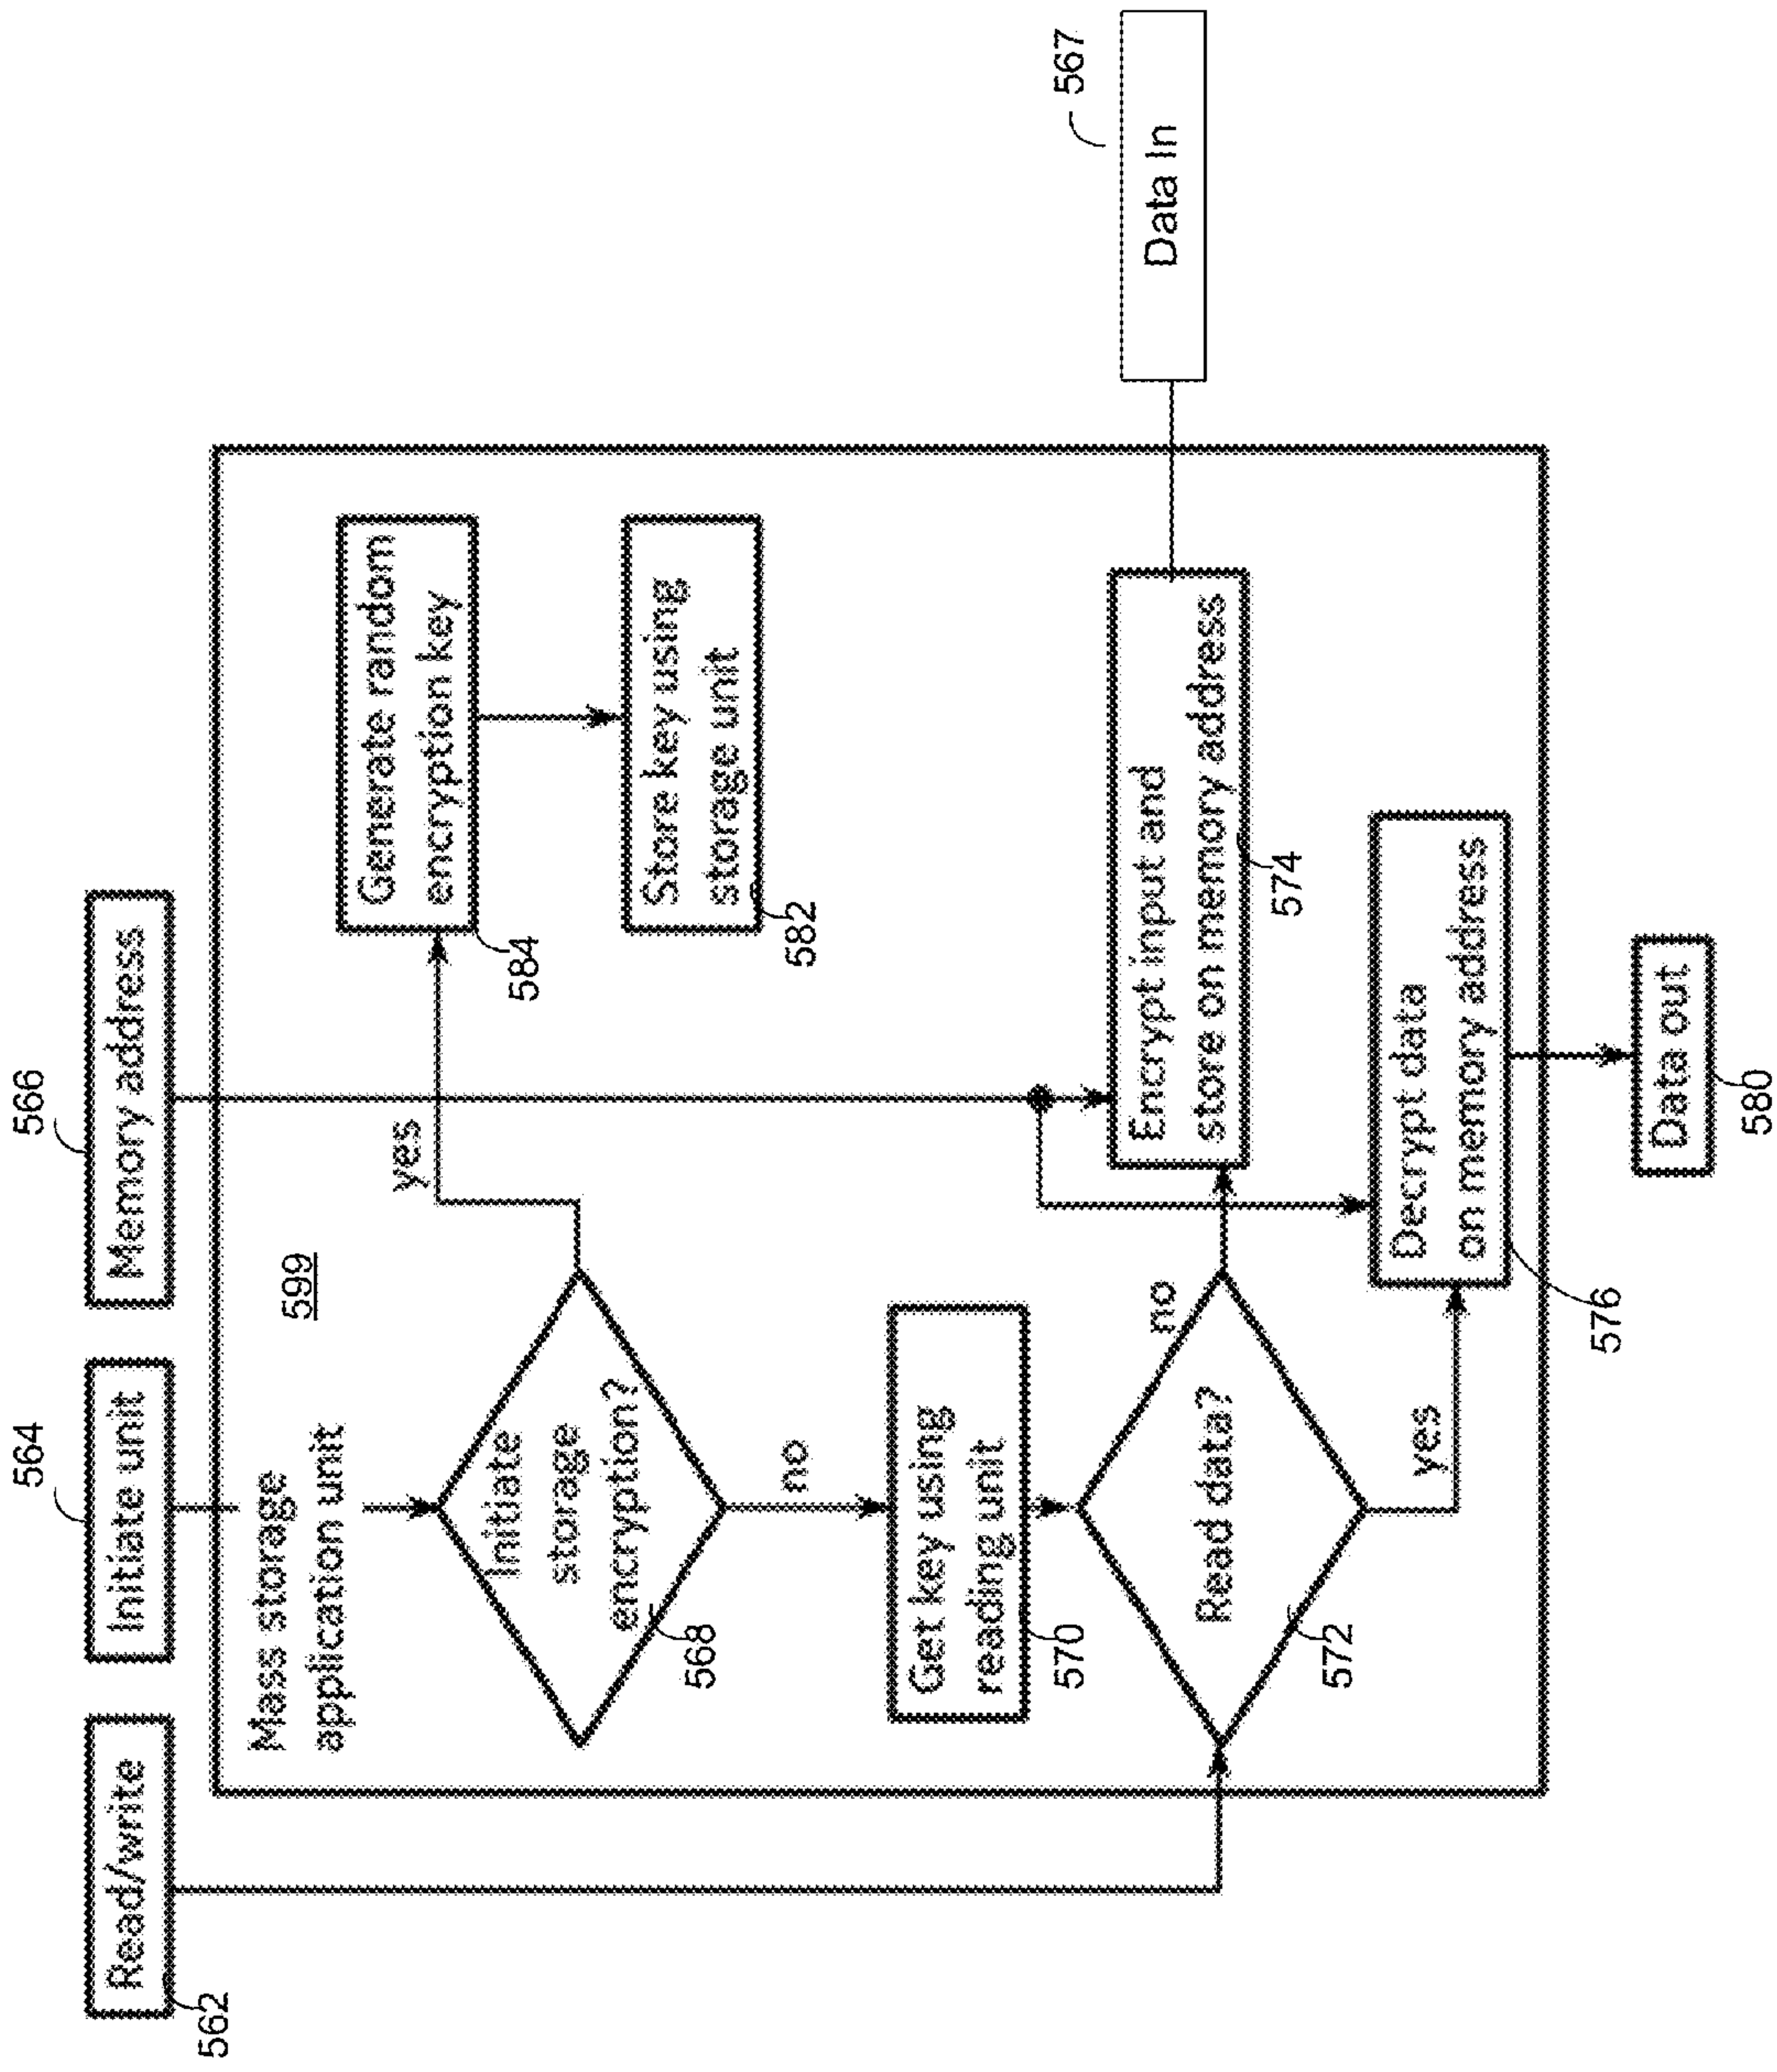 562
Read/write
564
Initiate unit
566
Memory address
Mass storage
application unit
599
Initiate
storage
encryption?
568
yes
Generate random
encryption key
584
Store key using
storage unit
582
no
Get key using
reading unit
570
Read data?
572
no
Encrypt input and
store on memory address
574
567
Data In
yes
Decrypt data
on memory address
576
Data out
580